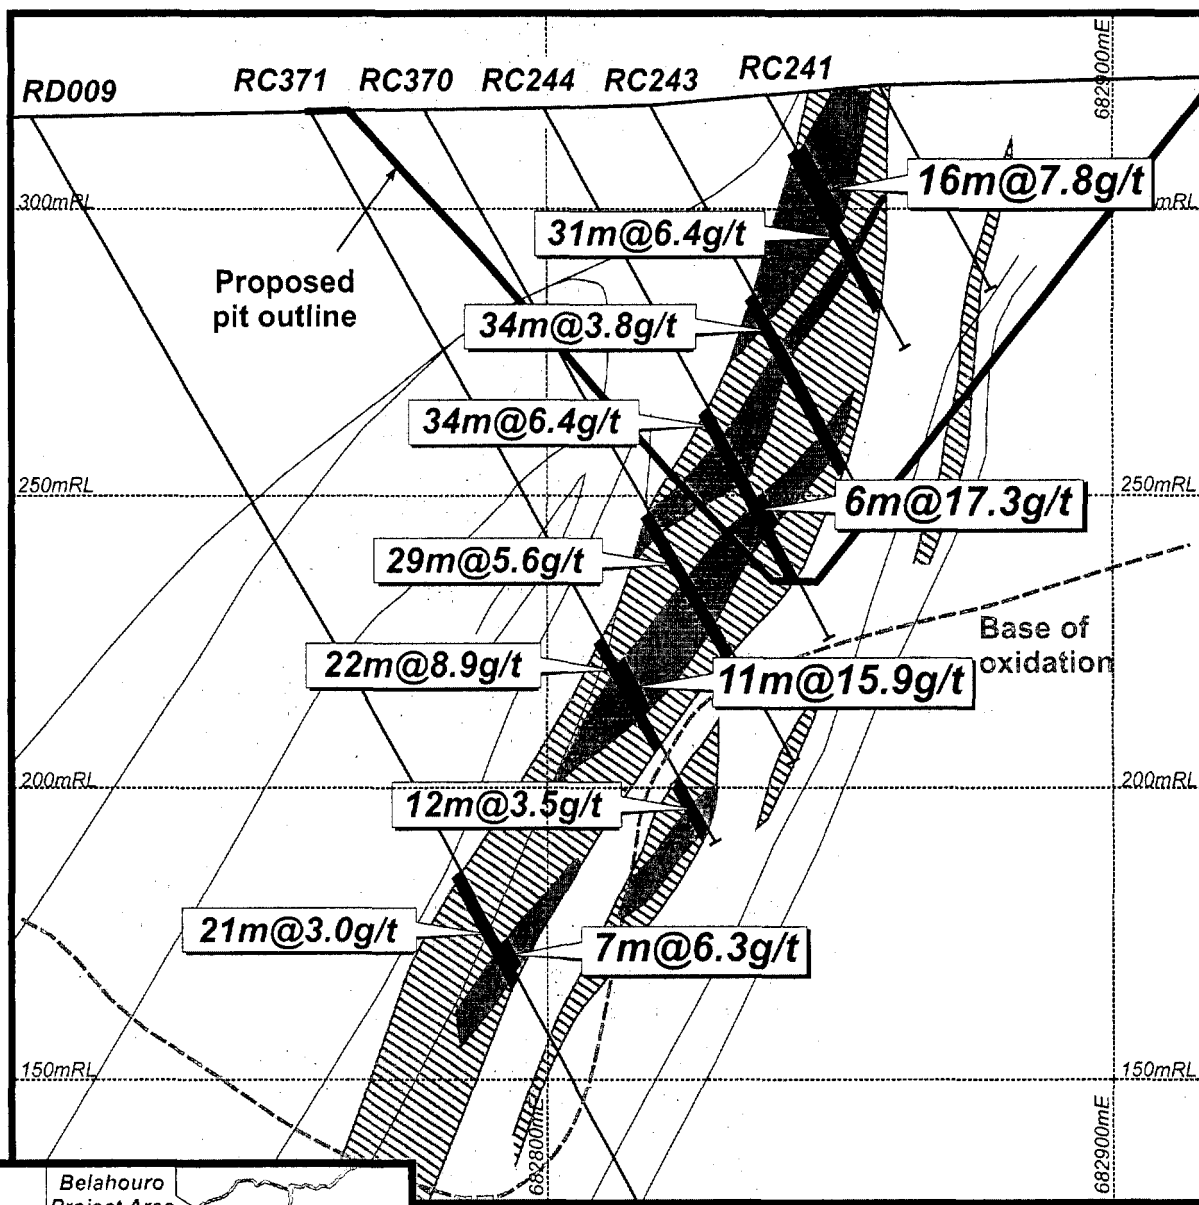 682900mE
RD009
RC371
RC370
RC244
RC243
RC241
16m@7.8g/t
300mRL
mRL
31m@6.4g/t
Proposed
pit outline
34m@3.8g/t
34m@6.4g/t
250mRL
6m@17.3g/t
250mRL
29m@5.6g/t
Base of
oxidation
22m@8.9g/t
11m@15.9g/t
200mRL
200mRL
12m@3.5g/t
21m@3.0g/t
7m@6.3g/t
150mRL
150mRL
682800mE
682900mE
Belahouro
Project Area